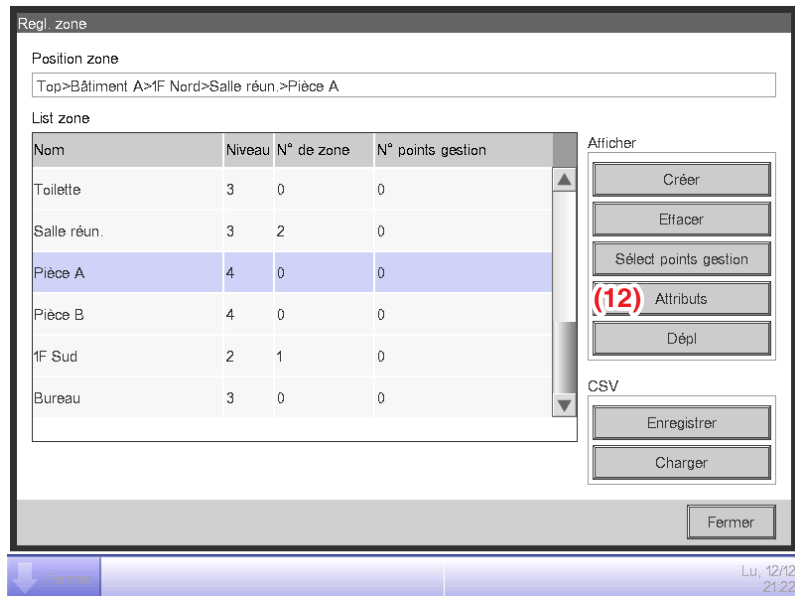 Regl. zone
Position zone
Top>Bâtiment A>1F Nord>Salle réun.>Pièce A
List zone
Nom Niveau N° de zone N° points gestion
Toilette 3 0 0
Salle réun. 3 2 0
Pièce A 4 0 0
Pièce B 4 0 0
1F Sud 2 1 0
Bureau 3 0 0
Afficher
Créer
Effacer
Sélect points gestion
(12) Attributs
Dépl
CSV
Enregistrer
Charger
Fermer
Fermer
Lu, 12/12
21:22